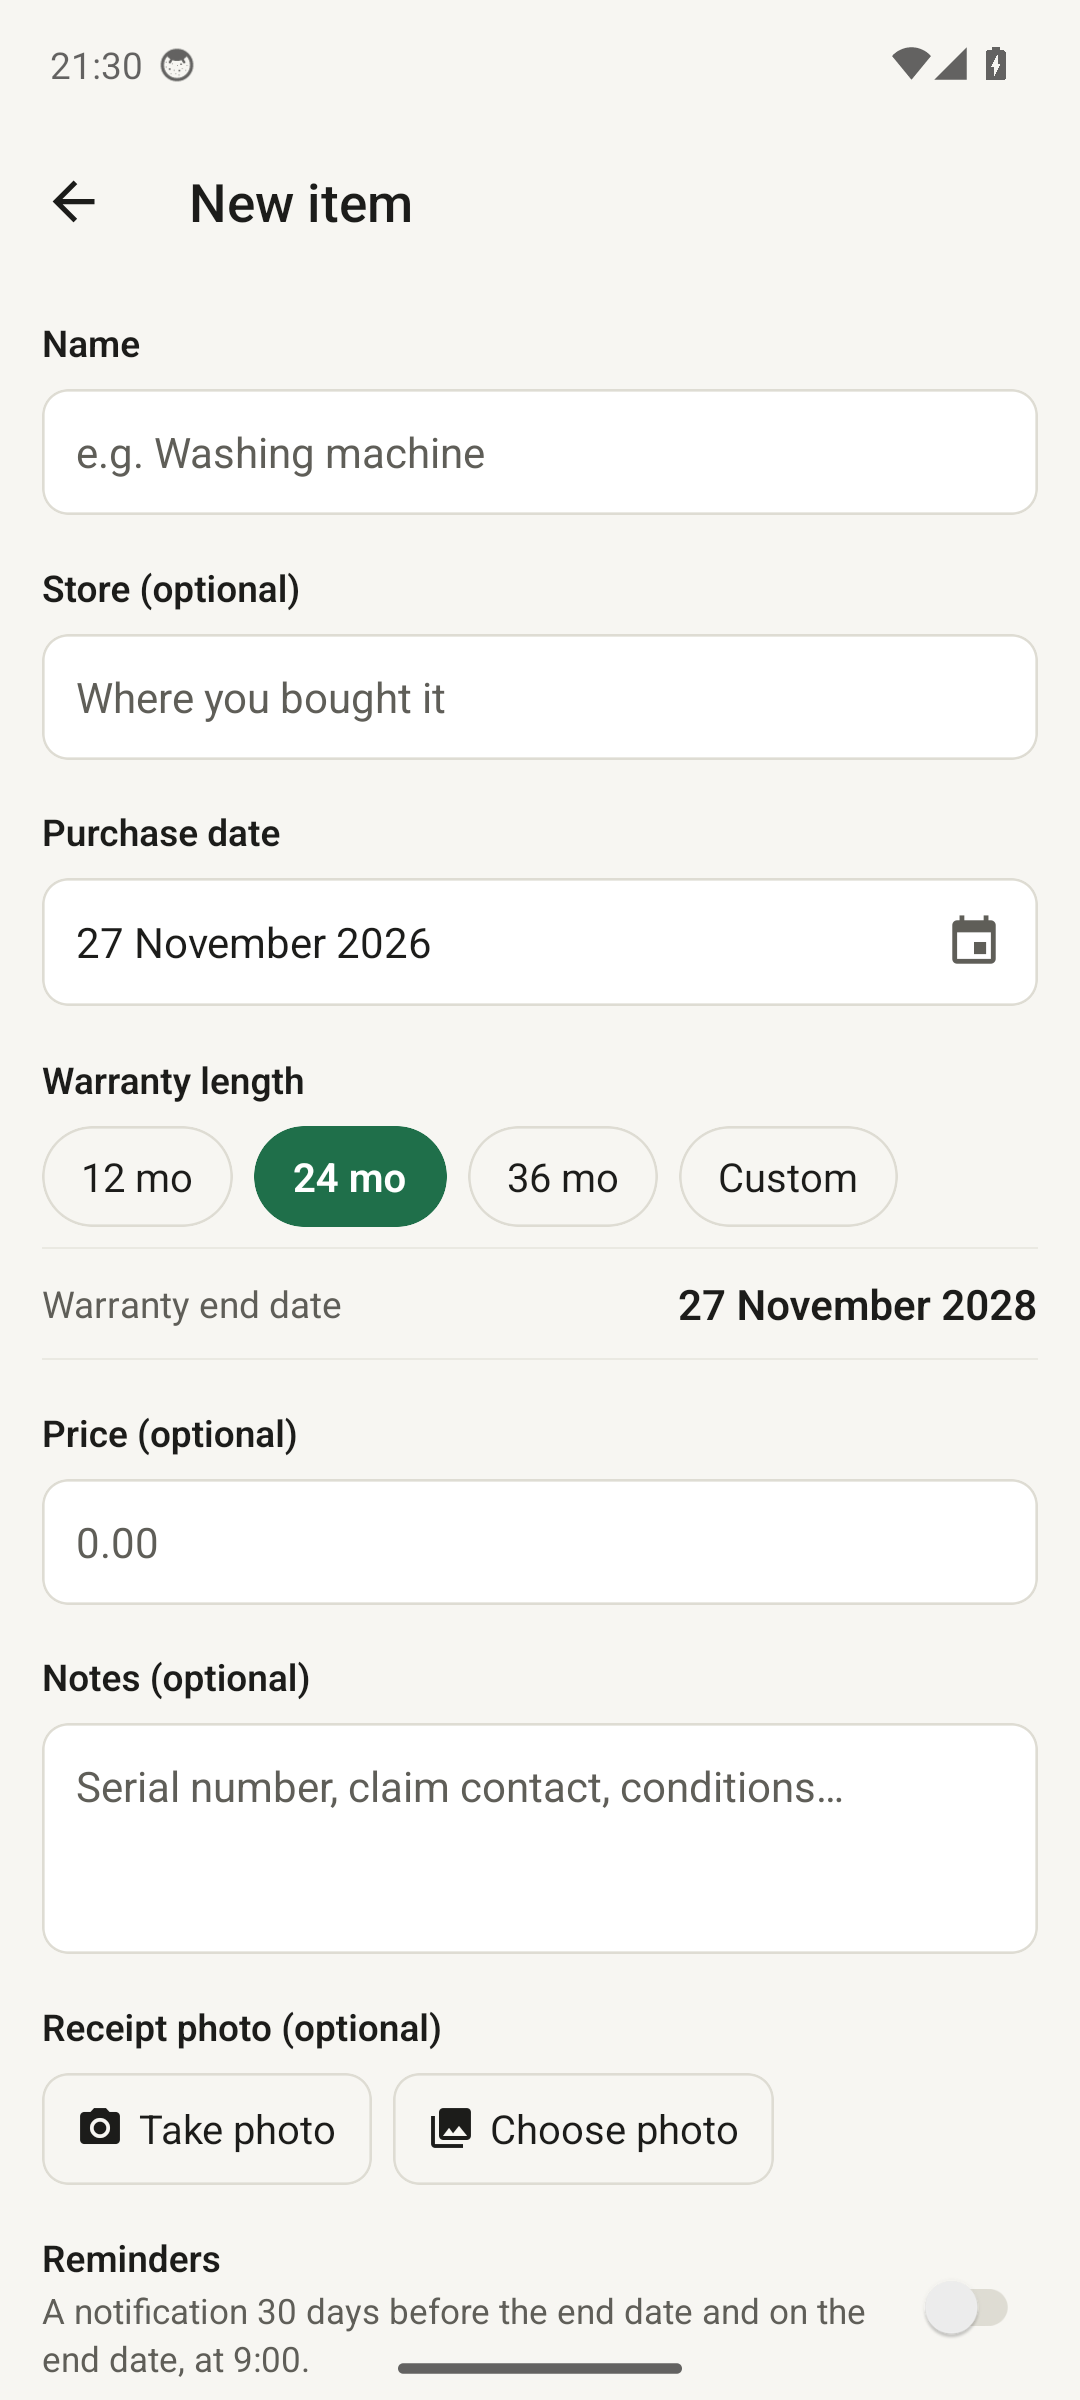 21:30
New item
Name
e.g. Washing machine
Store (optional)
Where you bought it
Purchase date
27 November 2026
Warranty length
12 mo 24 mo 36 mo Custom
Warranty end date 27 November 2028
Price (optional)
0.00
Notes (optional)
Serial number, claim contact, conditions…
Receipt photo (optional)
Take photo Choose photo
Reminders
A notification 30 days before the end date and on the
end date, at 9:00.